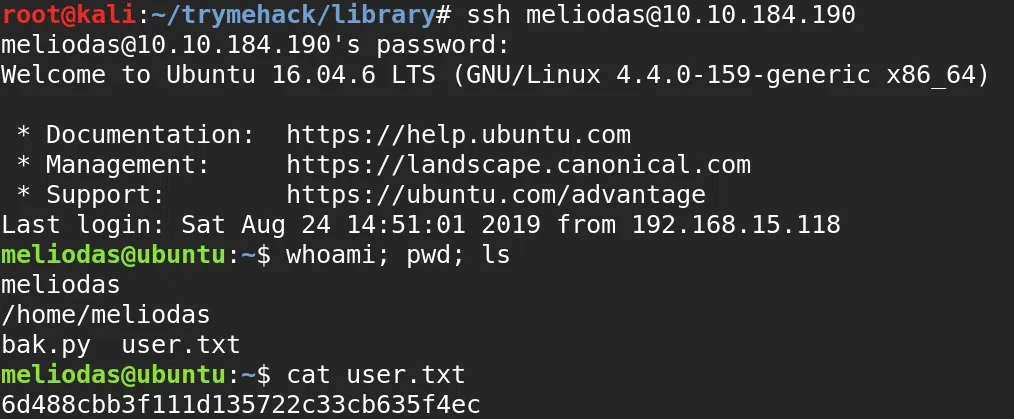 root@kali:~/trymehack/library# ssh meliodas@10.10.184.190
meliodas@10.10.184.190's password:
Welcome to Ubuntu 16.04.6 LTS (GNU/Linux 4.4.0-159-generic x86_64)
 * Documentation:  https://help.ubuntu.com
 * Management:     https://landscape.canonical.com
 * Support:        https://ubuntu.com/advantage
Last login: Sat Aug 24 14:51:01 2019 from 192.168.15.118
meliodas@ubuntu:~$ whoami; pwd; ls
meliodas
/home/meliodas
bak.py  user.txt
meliodas@ubuntu:~$ cat user.txt
6d488cbb3f111d135722c33cb635f4ec